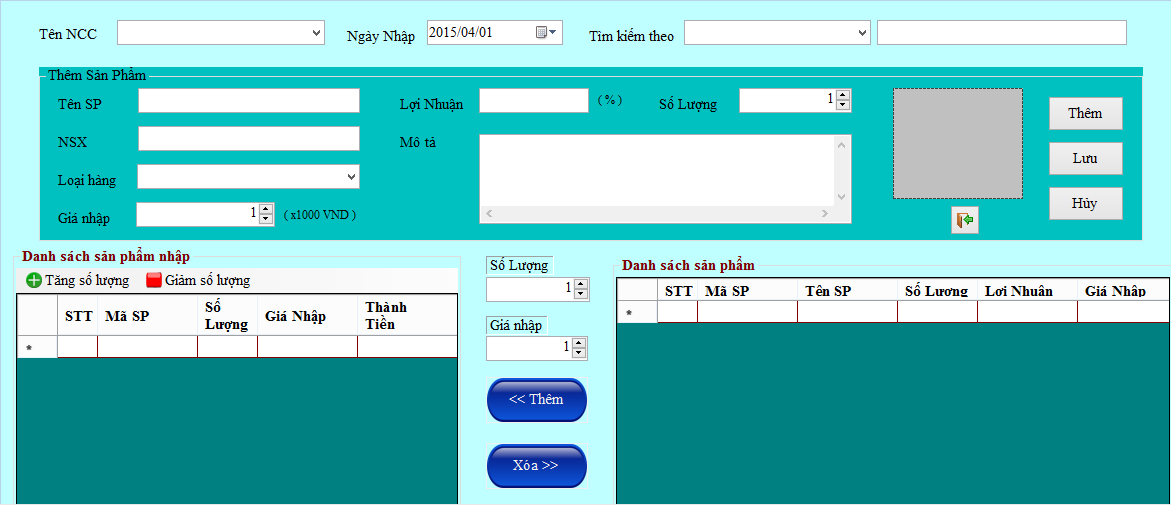 Tên NCC
Ngày Nhập 2015/04/01
Tìm kiếm theo
Thêm Sản Phẩm
Tên SP
Lợi Nhuận
( % )
Số Lượng 1
Thêm
NSX
Mô tả
Lưu
Loại hàng
Hủy
Giá nhập 1 ( x1000 VND )
Danh sách sản phẩm nhập
Tăng số lượng
Giảm số lượng
STT Mã SP Số Lượng Giá Nhập Thành Tiền
*
Số Lượng
1
Giá nhập
1
<< Thêm
Xóa >>
Danh sách sản phẩm
STT Mã SP Tên SP Số Lượng Lợi Nhuận Giá Nhập
*